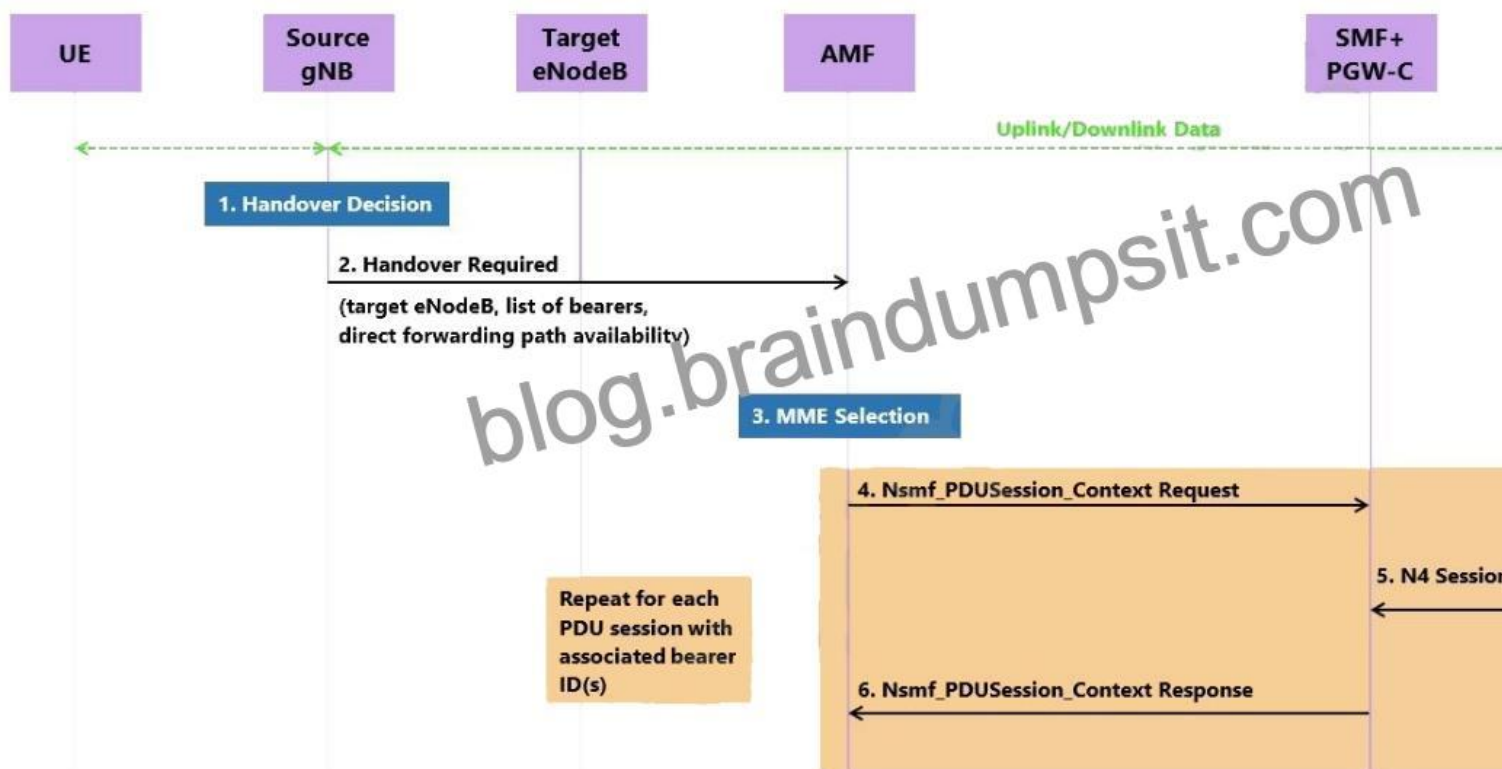 UE
Source
gNB
Target
eNodeB
AMF
SMF+
PGW-C
Uplink/Downlink Data
1. Handover Decision
2. Handover Required
(target eNodeB, list of bearers,
direct forwarding path availability)
blog.braindumpsit.com
3. MME Selection
4. Nsmf_PDUSession_Context Request
5. N4 Session
Repeat for each
PDU session with
associated bearer
ID(s)
6. Nsmf_PDUSession_Context Response